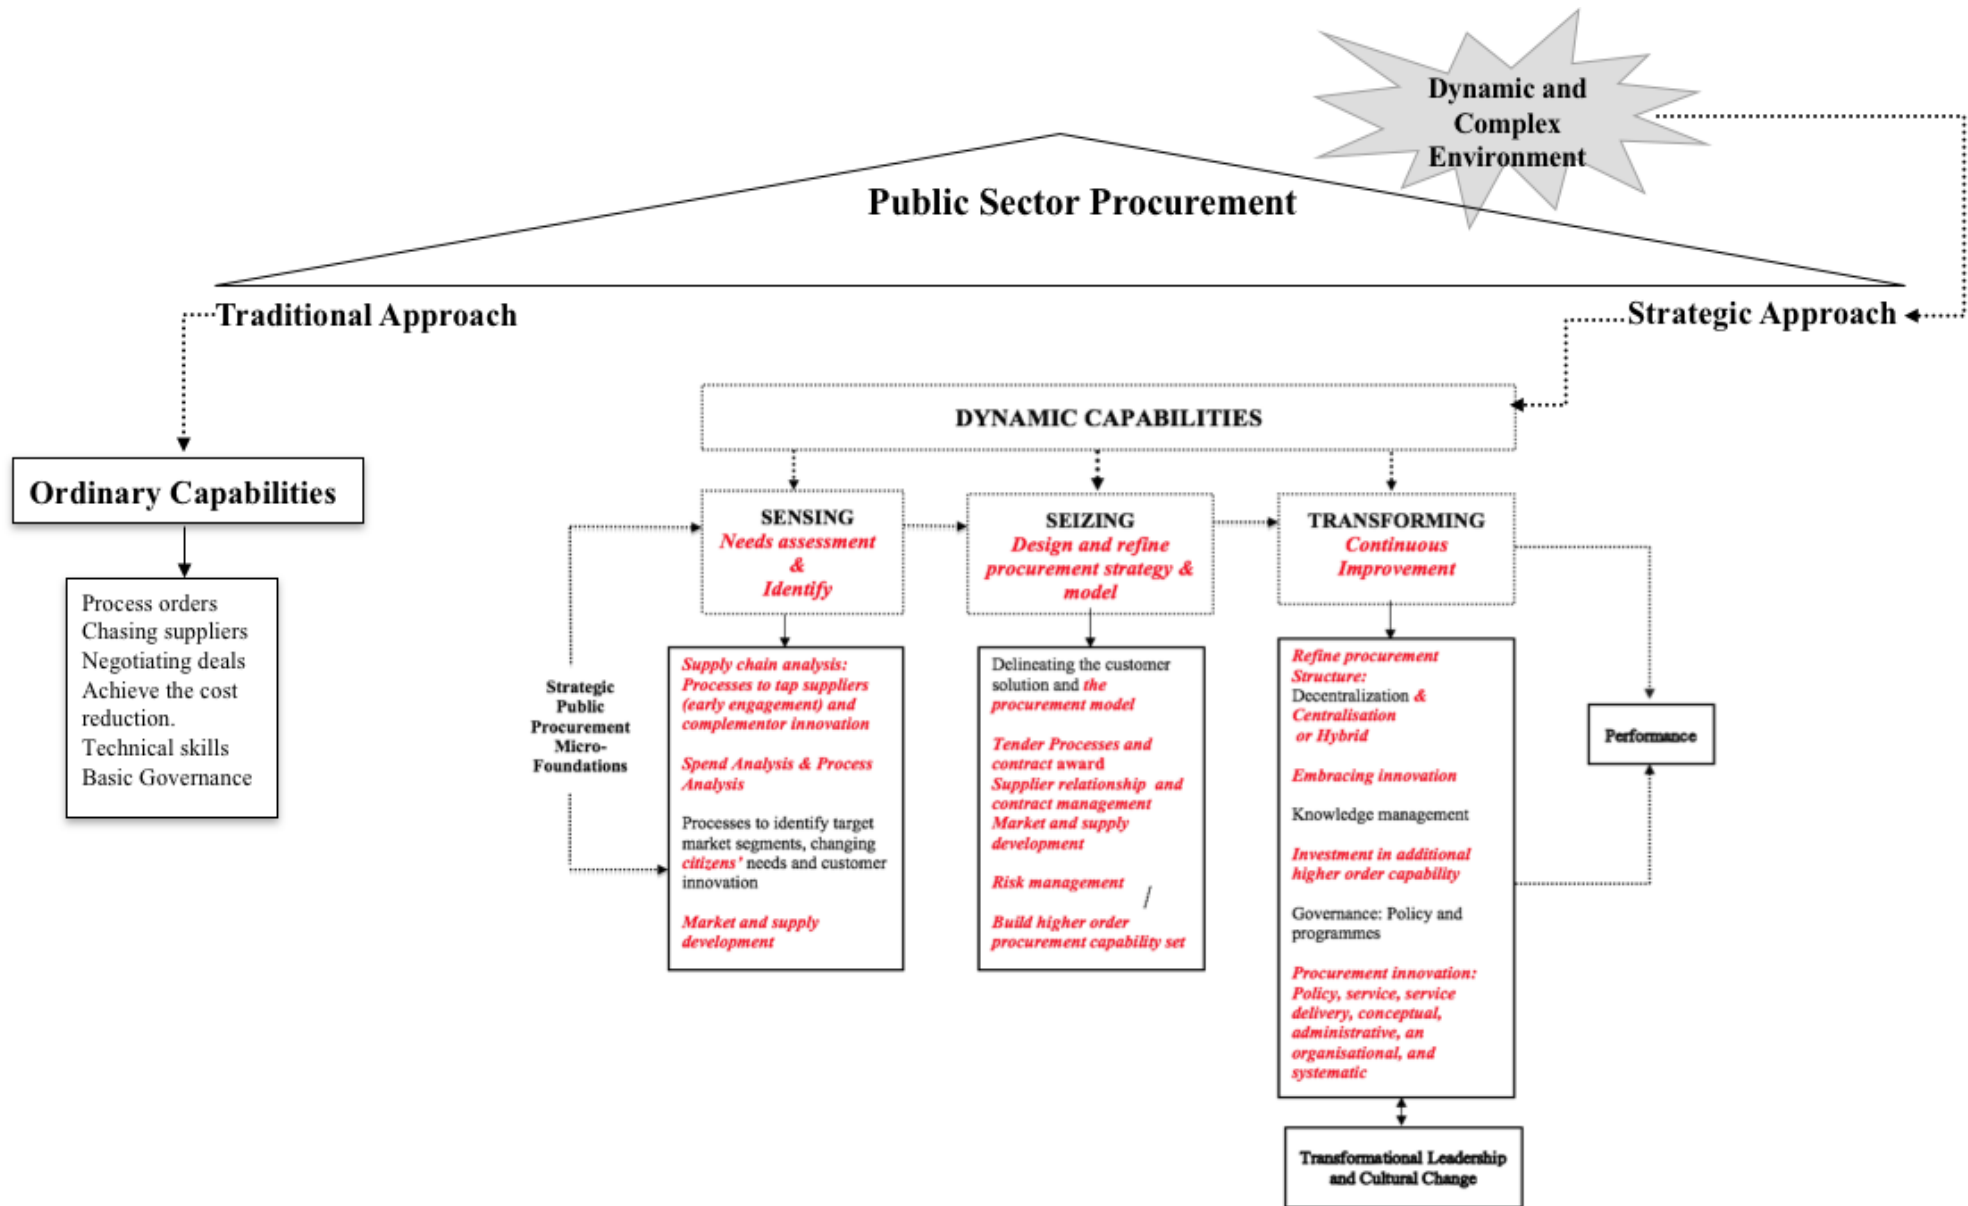 Dynamic and
Complex
Environment
Public Sector Procurement
Traditional Approach
Strategic Approach
DYNAMIC CAPABILITIES
Ordinary Capabilities
SENSING
Needs assessment
&
Identify
SEIZING
Design and refine
procurement strategy &
model
TRANSFORMING
Continuous
Improvement
Process orders
Chasing suppliers
Negotiating deals
Achieve the cost
reduction.
Technical skills
Basic Governance
Strategic
Public
Procurement
Micro-
Foundations
Supply chain analysis:
Processes to tap suppliers
(early engagement) and
complementor innovation
Spend Analysis & Process
Analysis
Processes to identify target
market segments, changing
citizens' needs and customer
innovation
Market and supply
development
Delineating the customer
solution and the
procurement model
Tender Processes and
contract award
Supplier relationship and
contract management
Market and supply
development
Risk management
/
Build higher order
procurement capability set
Refine procurement
Structure:
Decentralization &
Centralisation
or Hybrid
Embracing innovation
Knowledge management
Investment in additional
higher order capability
Governance: Policy and
programmes
Procurement innovation:
Policy, service, service
delivery, conceptual,
administrative, an
organisational, and
systematic
Performance
Transformational Leadership
and Cultural Change